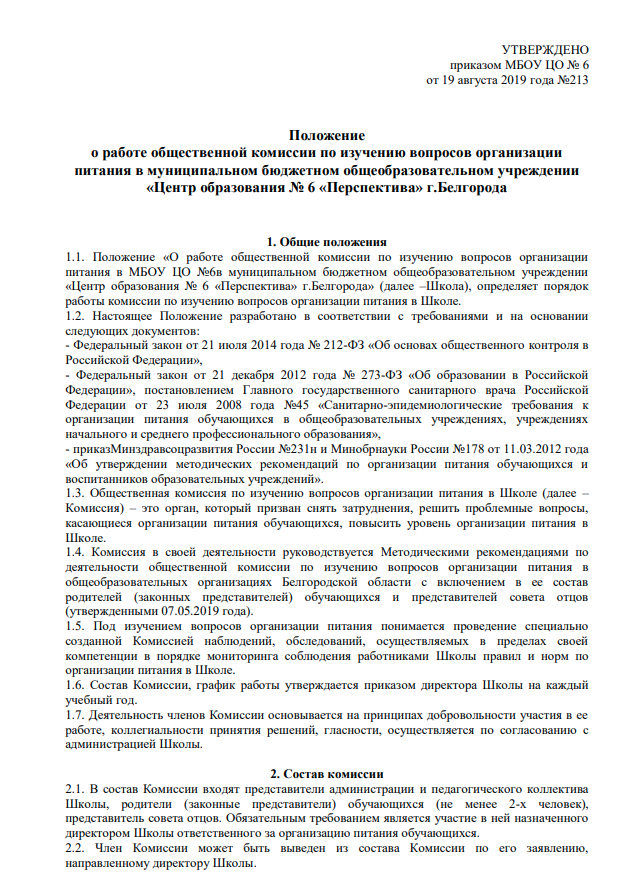 УТВЕРЖДЕНО
приказом МБОУ ЦО № 6
от 19 августа 2019 года №213
Положение
о работе общественной комиссии по изучению вопросов организации
питания в муниципальном бюджетном общеобразовательном учреждении
«Центр образования № 6 «Перспектива» г.Белгорода
1. Общие положения
1.1. Положение «О работе общественной комиссии по изучению вопросов организации
питания в МБОУ ЦО №6в муниципальном бюджетном общеобразовательном учреждении
«Центр образования № 6 «Перспектива» г.Белгорода» (далее –Школа), определяет порядок
работы комиссии по изучению вопросов организации питания в Школе.
1.2. Настоящее Положение разработано в соответствии с требованиями и на основании
следующих документов:
- Федеральный закон от 21 июля 2014 года № 212-ФЗ «Об основах общественного контроля в
Российской Федерации»,
- Федеральный закон от 21 декабря 2012 года № 273-ФЗ «Об образовании в Российской
Федерации», постановлением Главного государственного санитарного врача Российской
Федерации от 23 июля 2008 года №45 «Санитарно-эпидемиологические требования к
организации питания обучающихся в общеобразовательных учреждениях, учреждениях
начального и среднего профессионального образования»,
- приказМинздравсоцразвития России №231н и Минобрнауки России №178 от 11.03.2012 года
«Об утверждении методических рекомендаций по организации питания обучающихся и
воспитанников образовательных учреждений».
1.3. Общественная комиссия по изучению вопросов организации питания в Школе (далее –
Комиссия) – это орган, который призван снять затруднения, решить проблемные вопросы,
касающиеся организации питания обучающихся, повысить уровень организации питания в
Школе.
1.4. Комиссия в своей деятельности руководствуется Методическими рекомендациями по
деятельности общественной комиссии по изучению вопросов организации питания в
общеобразовательных организациях Белгородской области с включением в ее состав
родителей (законных представителей) обучающихся и представителей совета отцов
(утвержденными 07.05.2019 года).
1.5. Под изучением вопросов организации питания понимается проведение специально
созданной Комиссией наблюдений, обследований, осуществляемых в пределах своей
компетенции в порядке мониторинга соблюдения работниками Школы правил и норм по
организации питания в Школе.
1.6. Состав Комиссии, график работы утверждается приказом директора Школы на каждый
учебный год.
1.7. Деятельность членов Комиссии основывается на принципах добровольности участия в ее
работе, коллегиальности принятия решений, гласности, осуществляется по согласованию с
администрацией Школы.
2. Состав комиссии
2.1. В состав Комиссии входят представители администрации и педагогического коллектива
Школы, родители (законные представители) обучающихся (не менее 2-х человек),
представитель совета отцов. Обязательным требованием является участие в ней назначенного
директором Школы ответственного за организацию питания обучающихся.
2.2. Член Комиссии может быть выведен из состава Комиссии по его заявлению,
направленному директору Школы.